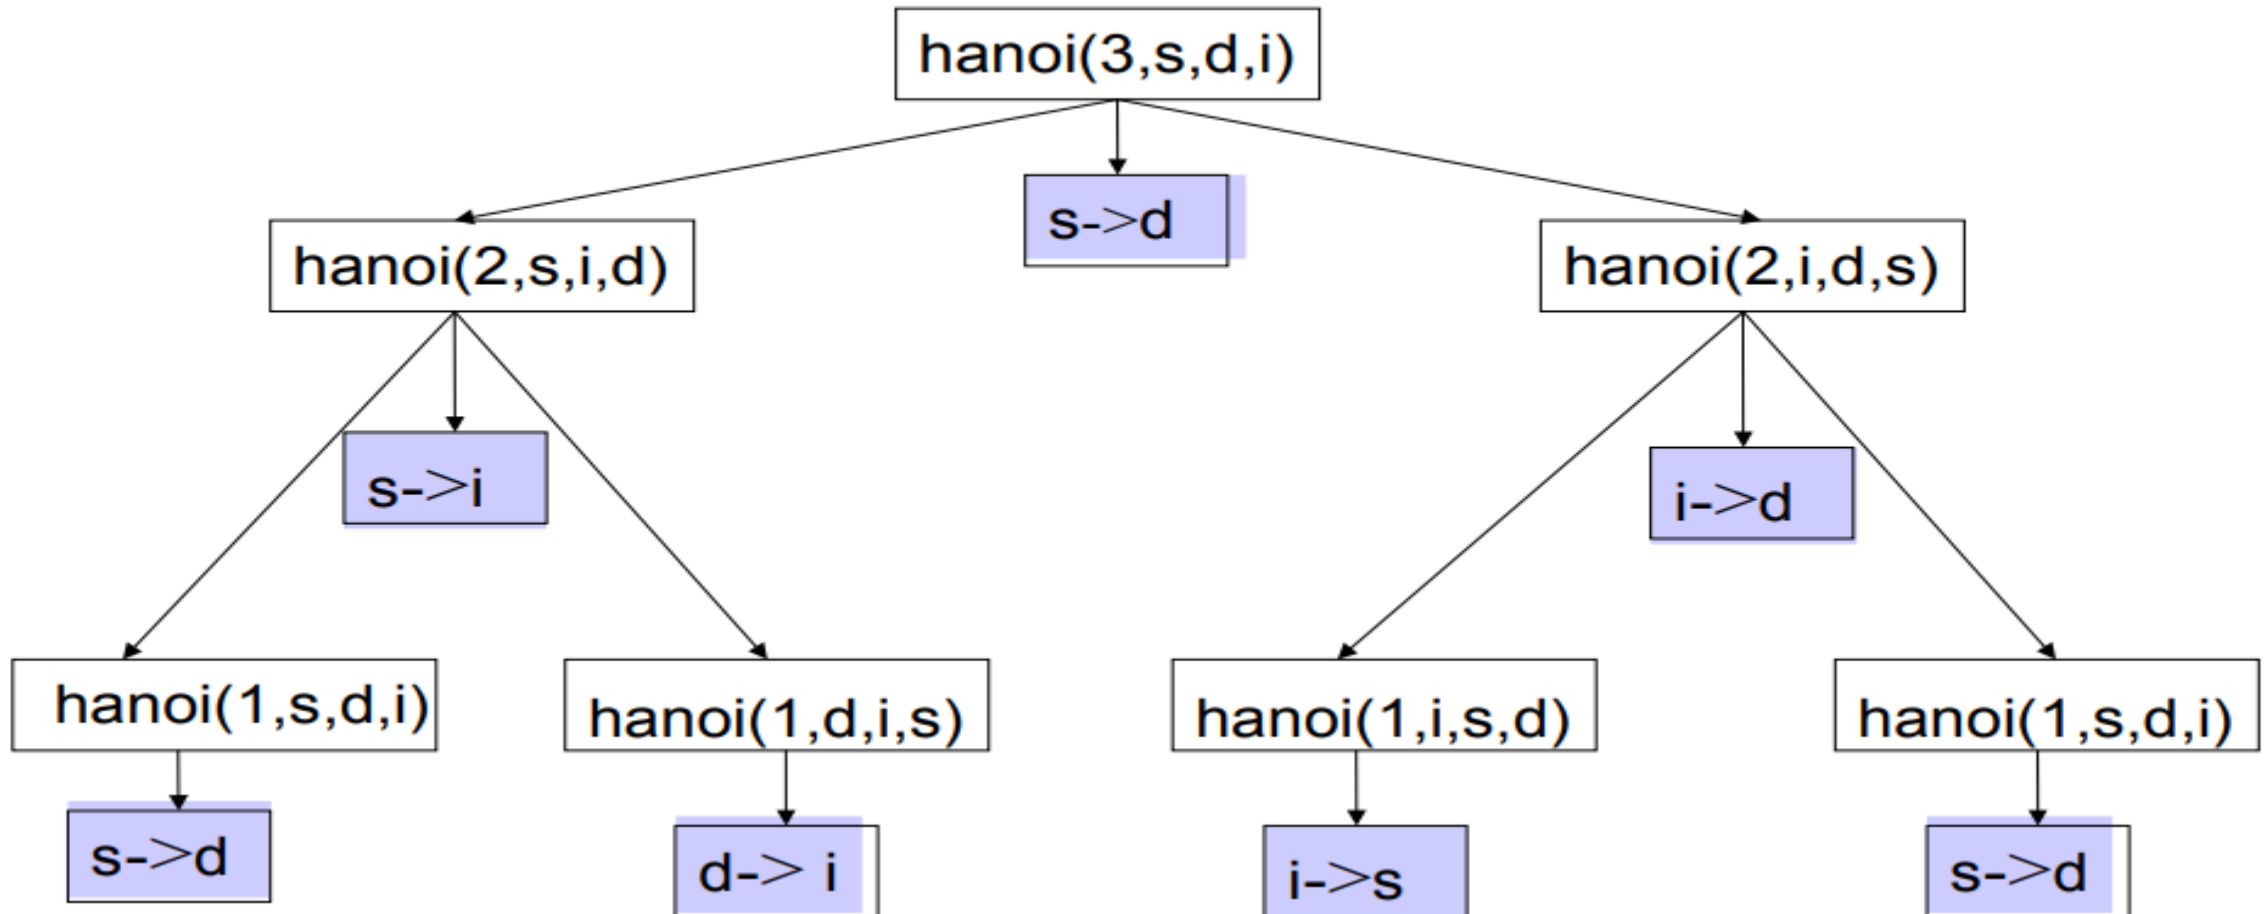 hanoi(3,s,d,i)
s->d
hanoi(2,s,i,d)
hanoi(2,i,d,s)
s->i
i->d
hanoi(1,s,d,i)
hanoi(1,d,i,s)
hanoi(1,i,s,d)
hanoi(1,s,d,i)
s->d
d-> i
i->s
s->d